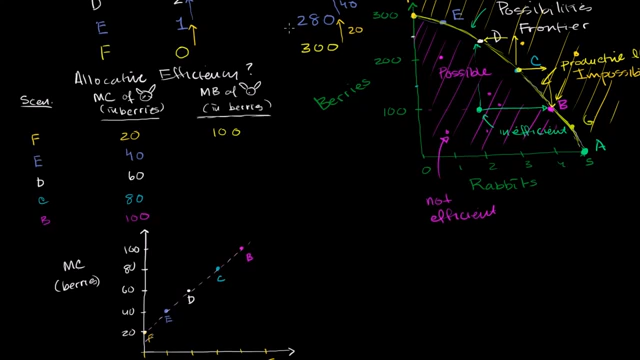 D 2
E 1 280 40
F 0 300 20
Allocative Efficiency?
Scen. MC of (in berries) MB of (in berries)
F 20 100
E 40
D 60
C 80
B 100
MC (berries)
100
80
60
40
20
F E D C B
Possibilities
Frontier
Productive
Impossible
300
200
100
0 1 2 3 4 5
Berries
Rabbits
E
D
C
B
G
A
Possible
inefficient
not efficient